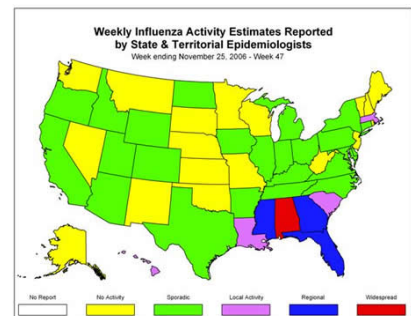 Weekly Influenza Activity Estimates Reported
by State & Territorial Epidemiologists
Week ending November 25, 2006 - Week 47
No Report
No Activity
Sporadic
Local Activity
Regional
Widespread